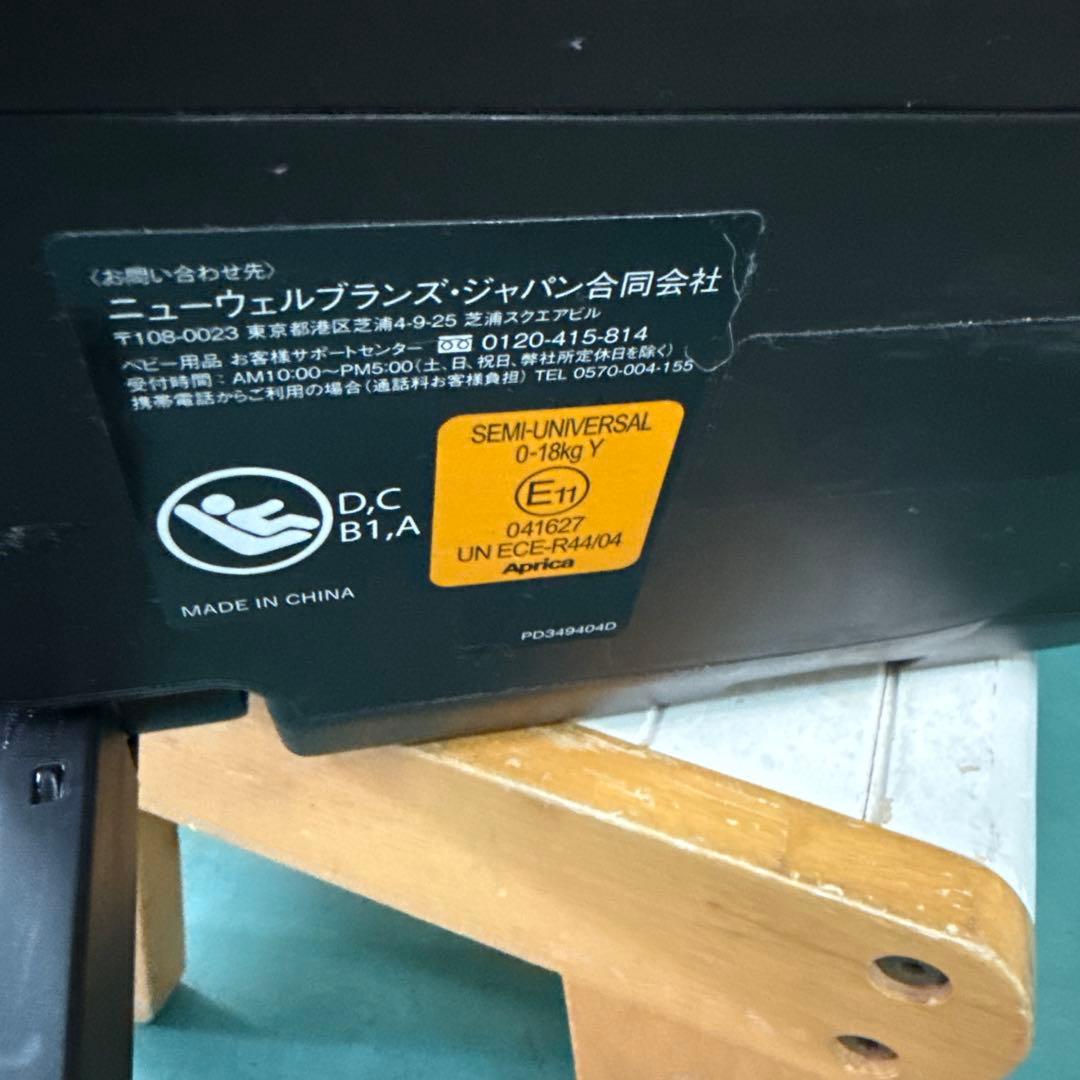 〈お問い合わせ先〉
ニューウェルブランズ・ジャパン合同会社
〒108-0023 東京都港区芝浦4-9-25 芝浦スクエアビル
ベビー用品 お客様サポートセンター 0120-415-814
受付時間：AM10:00～PM5:00（土、日、祝日、弊社所定休日を除く）
携帯電話からご利用の場合（通話料お客様負担） TEL 0570-004-155
SEMI-UNIVERSAL
0-18kg Y
E11
041627
UN ECE-R44/04
Aprica
D,C
B1,A
MADE IN CHINA
PD349404D